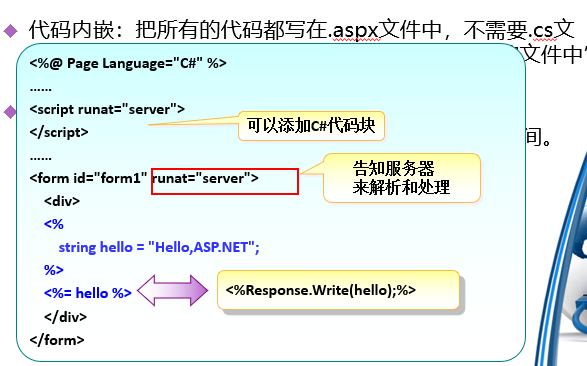 代码内嵌：把所有的代码都写在.aspx文件中，不需要.cs文
文件中
<%@ Page Language="C#" %>
……
<script runat="server">
可以添加C#代码块
</script>
间。
……
告知服务器
来解析和处理
<form id="form1" runat="server">
<div>
<%
string hello = "Hello,ASP.NET";
%>
<%= hello %>
<%Response.Write(hello);%>
</div>
</form>